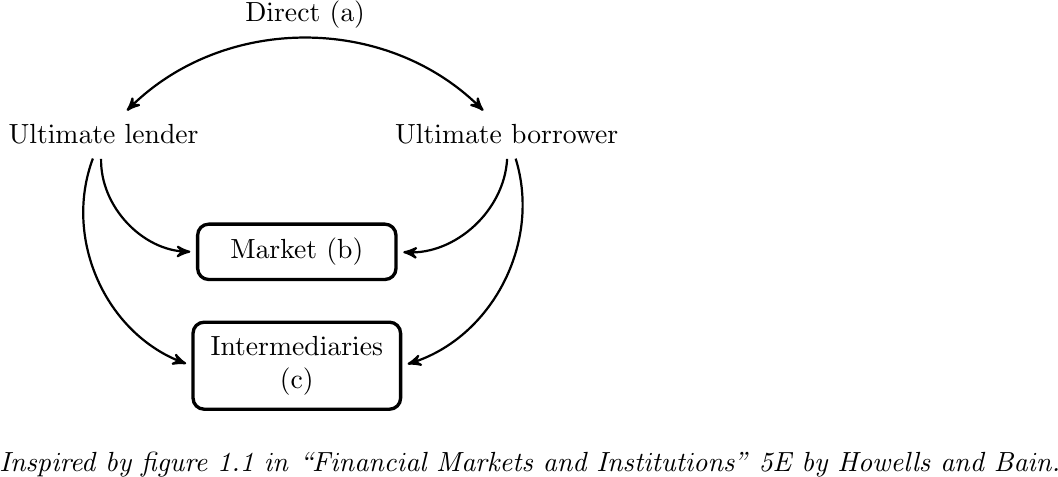 Direct (a)
Ultimate lender
Ultimate borrower
Market (b)
Intermediaries
(c)
Inspired by figure 1.1 in “Financial Markets and Institutions” 5E by Howells and Bain.